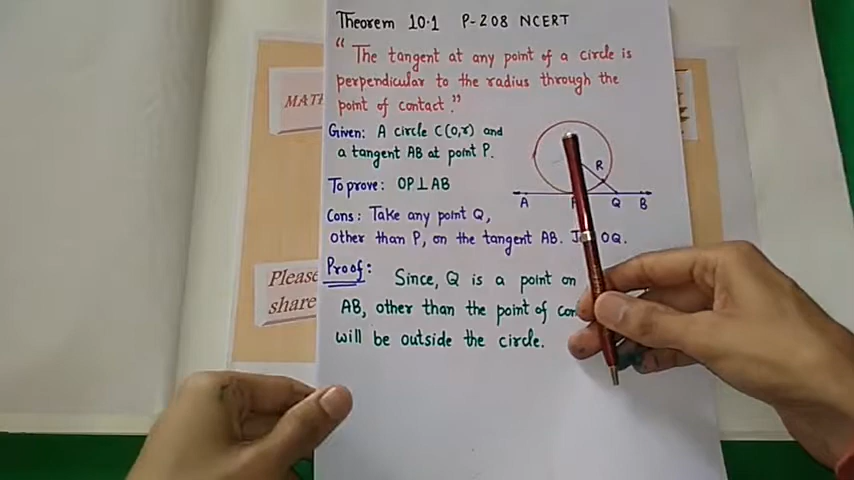 Theorem 10.1 P-208 NCERT
" The tangent at any point of a circle is
perpendicular to the radius through the
point of contact."
Given: A circle C(O,r) and
a tangent AB at point P.
To prove: OP⊥AB
Cons: Take any point Q,
other than P, on the tangent AB. OQ.
Proof: Since, Q is a point on
AB, other than the point of
will be outside the circle.
R
A Q B
MATH
Please
share